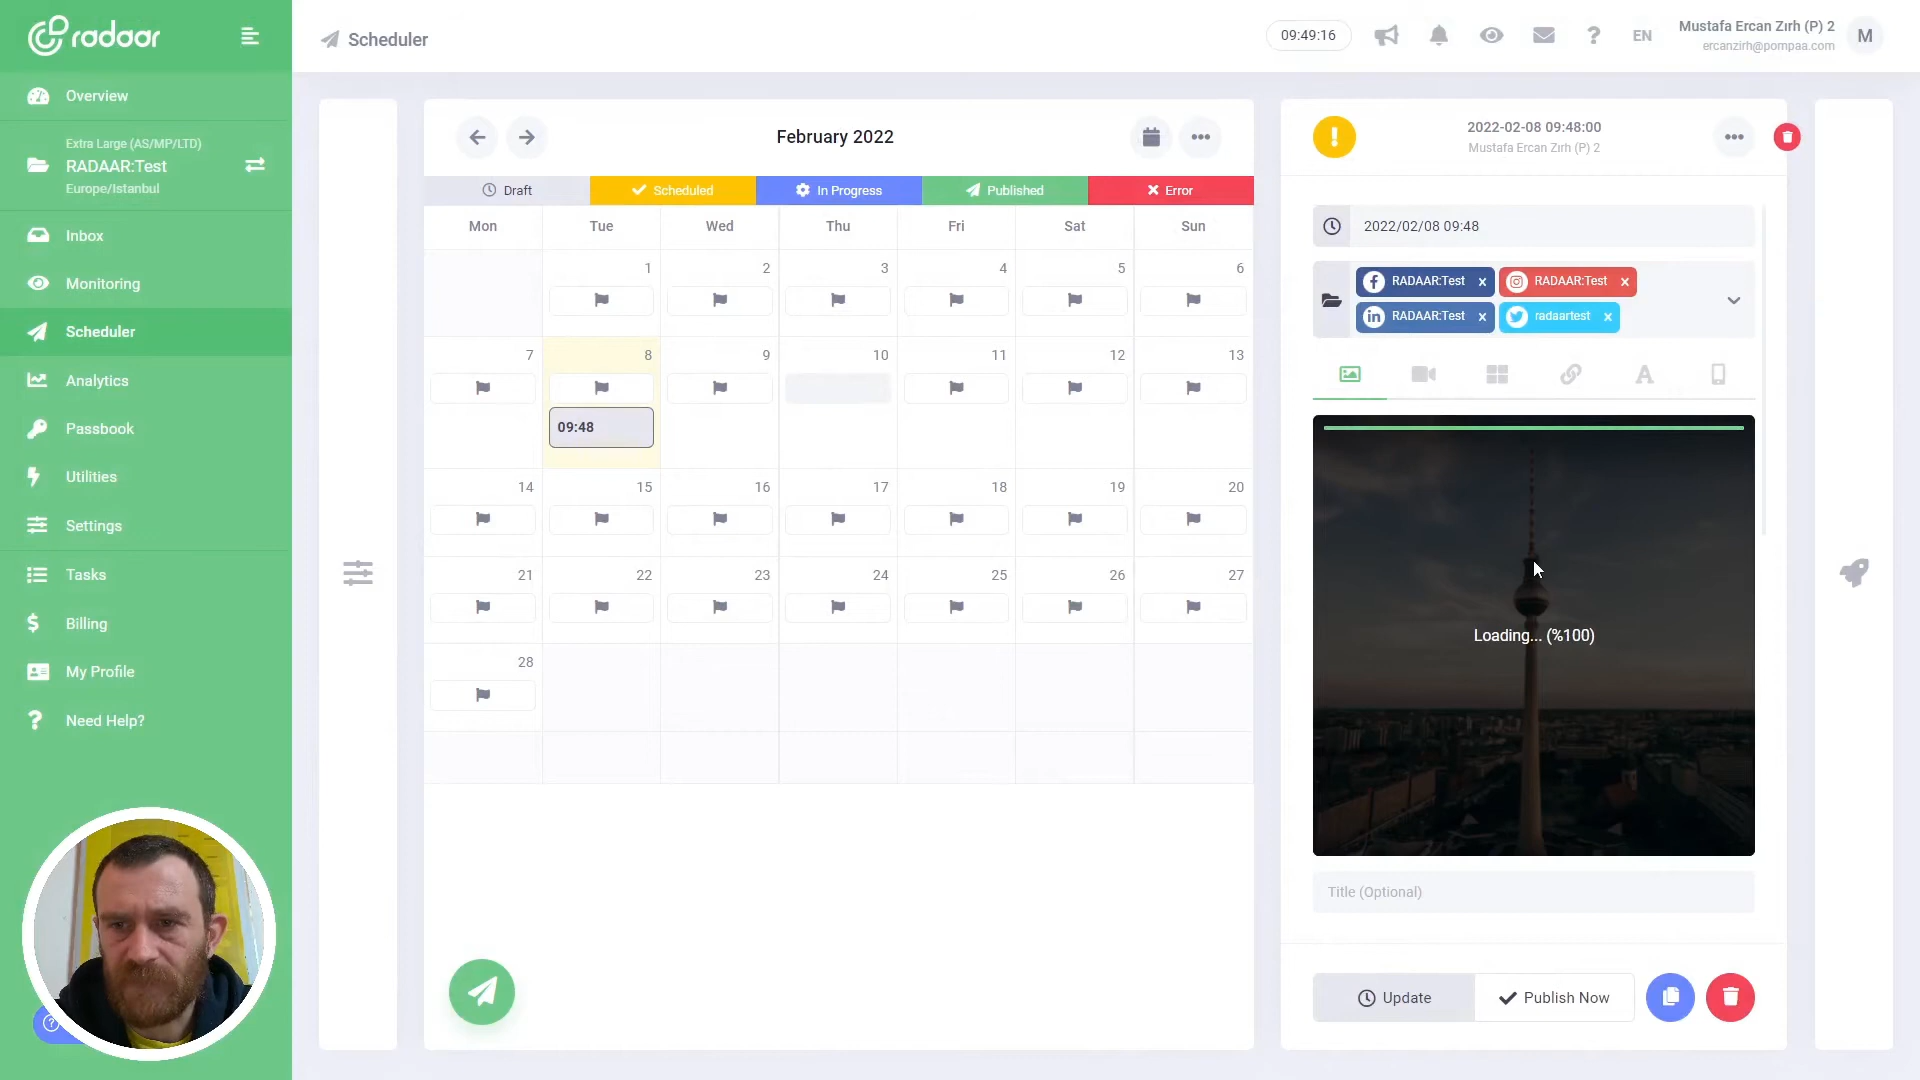 radaar
Scheduler
09:49:16
EN
Mustafa Ercan Zırh (P) 2
ercanzirh@pompaa.com
M
Overview
Extra Large (AS/MP/LTD)
RADAAR:Test
Europe/Istanbul
Inbox
Monitoring
Scheduler
Analytics
Passbook
Utilities
Settings
Tasks
Billing
My Profile
Need Help?
February 2022
Draft
Scheduled
In Progress
Published
Error
Mon Tue Wed Thu Fri Sat Sun
1 2 3 4 5 6
7 8 9 10 11 12 13
09:48
14 15 16 17 18 19 20
21 22 23 24 25 26 27
28
2022-02-08 09:48:00
Mustafa Ercan Zırh (P) 2
2022/02/08 09:48
RADAAR:Test
RADAAR:Test
RADAAR:Test
radaartest
Loading... (%100)
Title (Optional)
Update
Publish Now